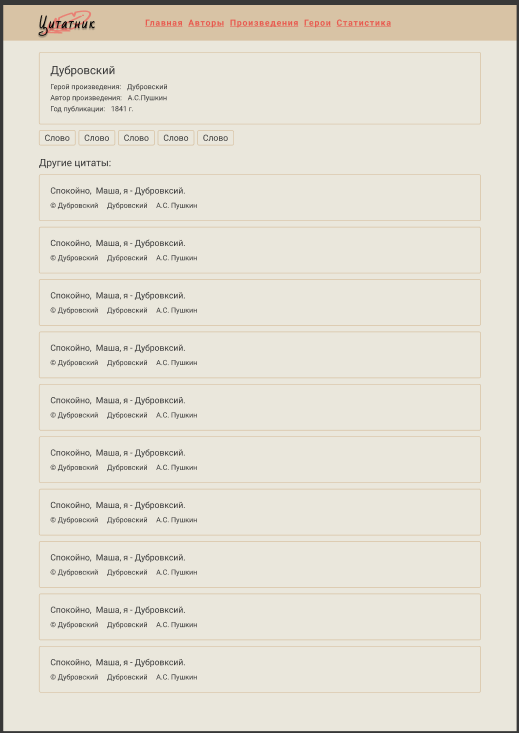 Цитатник
Главная Авторы Произведения Герои Статистика
Дубровский
Герой произведения: Дубровский
Автор произведения: А.С.Пушкин
Год публикации: 1841 г.
Слово Слово Слово Слово Слово
Другие цитаты:
Спокойно, Маша, я - Дубровксий.
© Дубровский Дубровский А.С. Пушкин
Спокойно, Маша, я - Дубровксий.
© Дубровский Дубровский А.С. Пушкин
Спокойно, Маша, я - Дубровксий.
© Дубровский Дубровский А.С. Пушкин
Спокойно, Маша, я - Дубровксий.
© Дубровский Дубровский А.С. Пушкин
Спокойно, Маша, я - Дубровксий.
© Дубровский Дубровский А.С. Пушкин
Спокойно, Маша, я - Дубровксий.
© Дубровский Дубровский А.С. Пушкин
Спокойно, Маша, я - Дубровксий.
© Дубровский Дубровский А.С. Пушкин
Спокойно, Маша, я - Дубровксий.
© Дубровский Дубровский А.С. Пушкин
Спокойно, Маша, я - Дубровксий.
© Дубровский Дубровский А.С. Пушкин
Спокойно, Маша, я - Дубровксий.
© Дубровский Дубровский А.С. Пушкин